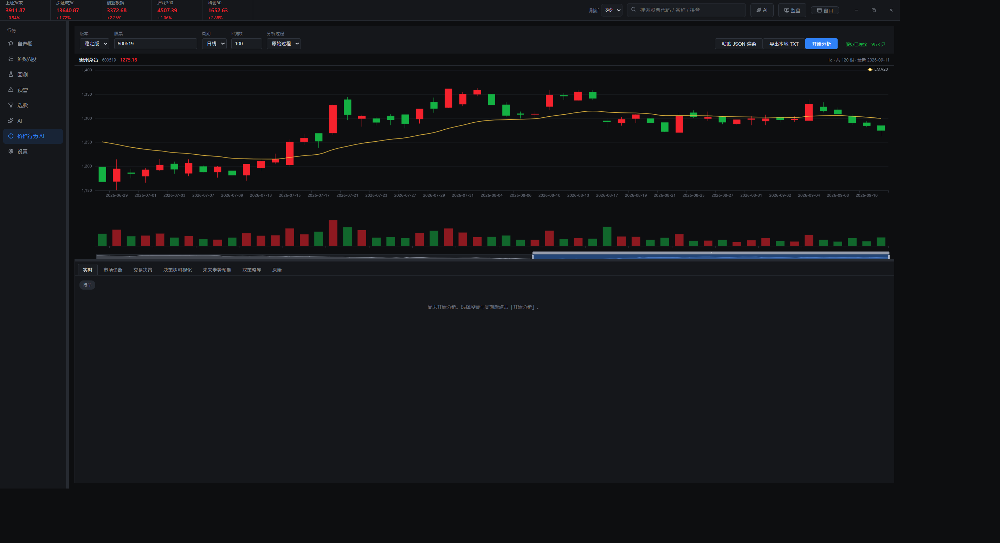 上证指数 深证成指 创业板指 沪深300 科创50
3911.87 13640.87 3372.68 4507.39 1652.63
+0.94% +1.72% +2.25% +1.06% +2.88%
刷新 3秒 搜索股票代码 / 名称 / 拼音 AI 监盘 窗口
行情
自选股
沪深A股
回测
预警
选股
AI
价格行为 AI
设置
版本 股票 周期 K线数 分析过程
稳定版 600519 日线 100 原始过程 粘贴 JSON 渲染 导出本地 TXT 开始分析 服务已连接 · 5973 只
贵州茅台 600519 1275.16 1d · 共 120 根 · 最新 2026-09-11
EMA20
1,400
1,350
1,300
1,250
1,200
1,150
2026-06-29 2026-07-01 2026-07-03 2026-07-07 2026-07-09 2026-07-13 2026-07-15 2026-07-17 2026-07-21 2026-07-23 2026-07-27 2026-07-29 2026-07-31 2026-08-04 2026-08-06 2026-08-10 2026-08-13 2026-08-17 2026-08-19 2026-08-21 2026-08-25 2026-08-27 2026-08-31 2026-09-02 2026-09-04 2026-09-08 2026-09-10
实时 市场诊断 交易决策 决策树可视化 未来走势预期 双策略库 原始
待命
尚未开始分析。选择股票与周期后点击「开始分析」。